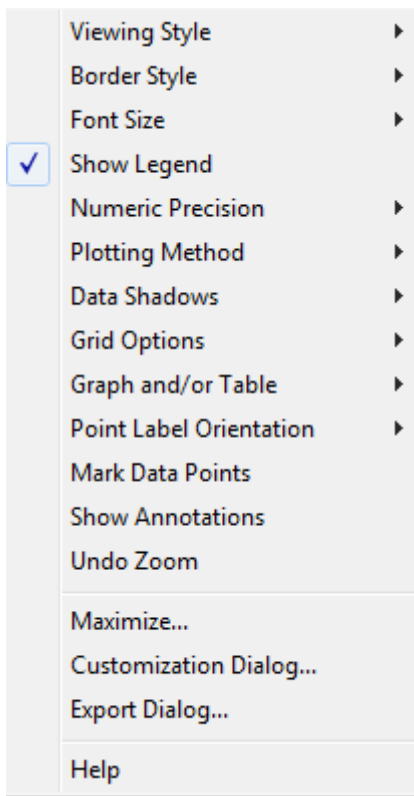 Viewing Style
Border Style
Font Size
Show Legend
Numeric Precision
Plotting Method
Data Shadows
Grid Options
Graph and/or Table
Point Label Orientation
Mark Data Points
Show Annotations
Undo Zoom
Maximize...
Customization Dialog...
Export Dialog...
Help